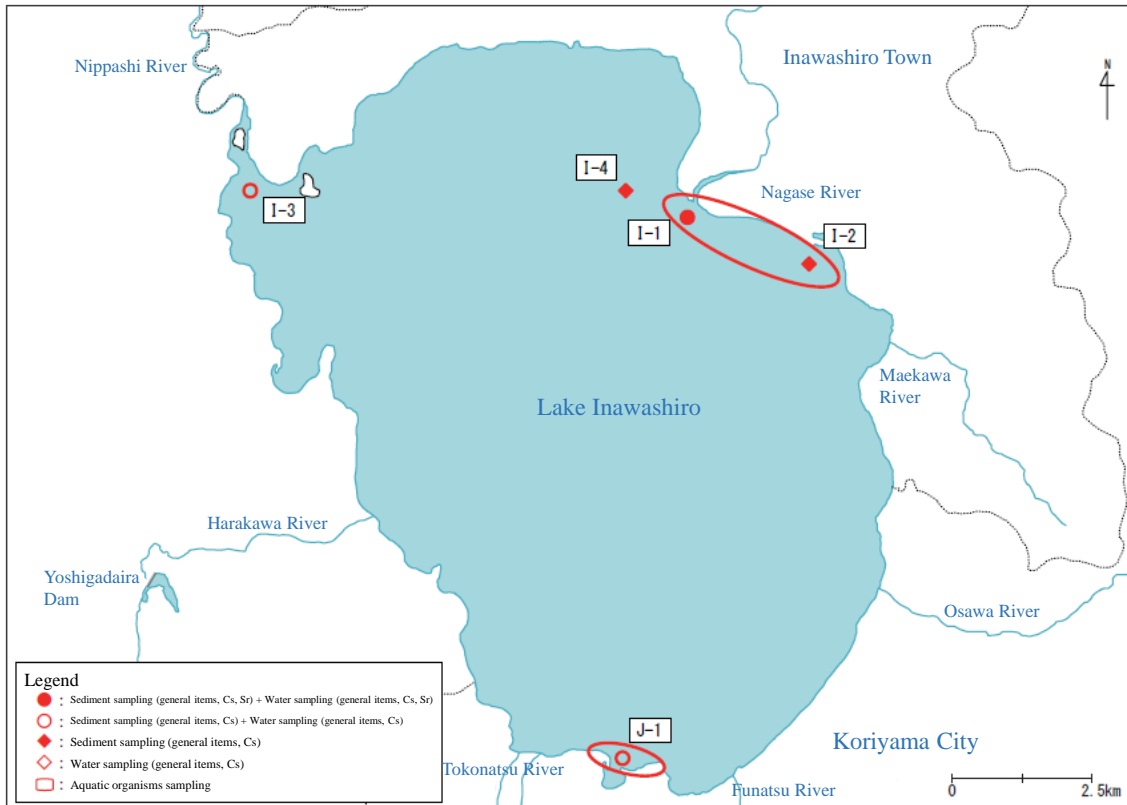 Nippashi River
Inawashiro Town
N
I-4
Nagase River
I-3
I-1
I-2
Maekawa
River
Lake Inawashiro
Harakawa River
Yoshigadaira
Dam
Osawa River
Legend
: Sediment sampling (general items, Cs, Sr) + Water sampling (general items, Cs, Sr)
: Sediment sampling (general items, Cs) + Water sampling (general items, Cs)
: Sediment sampling (general items, Cs)
: Water sampling (general items, Cs)
: Aquatic organisms sampling
J-1
Tokonatsu River
Koriyama City
Funatsu River
0 2.5km